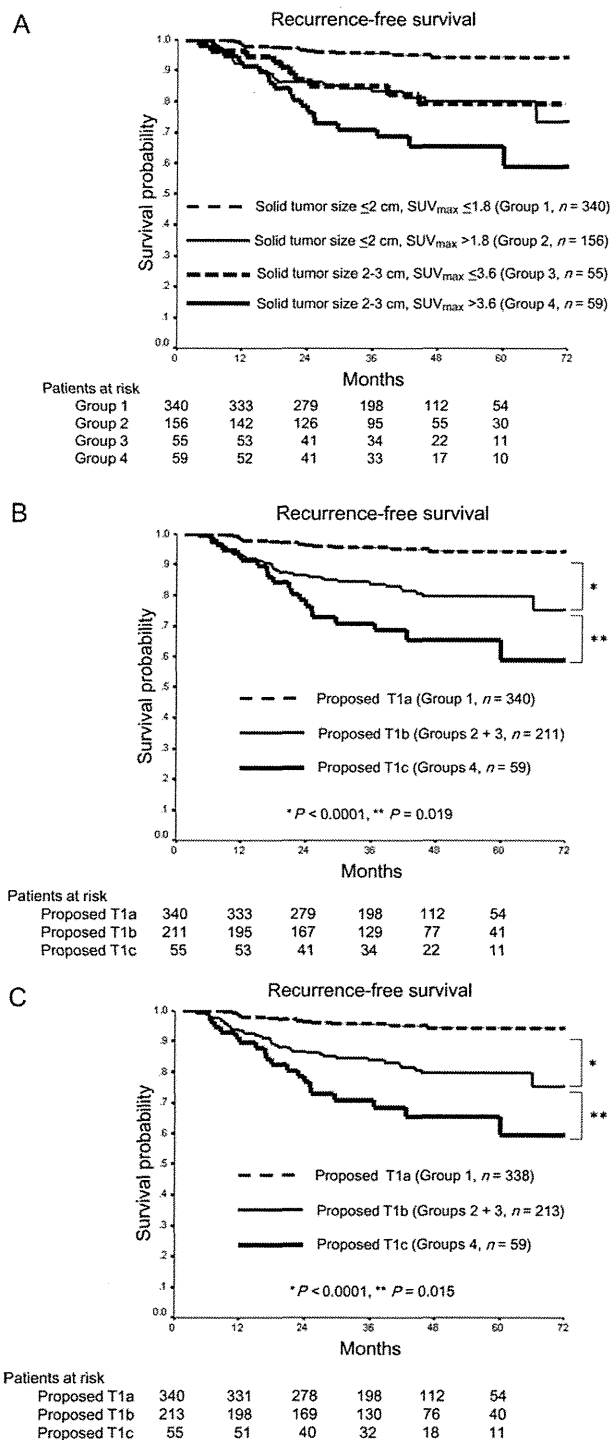 A
Recurrence-free survival
Survival probability
1.0
.9
.8
.7
.6
.5
.4
.3
.2
.1
0.0
Solid tumor size ≤2 cm, SUVmax ≤1.8 (Group 1, n = 340)
Solid tumor size ≤2 cm, SUVmax >1.8 (Group 2, n = 156)
Solid tumor size 2-3 cm, SUVmax ≤3.6 (Group 3, n = 55)
Solid tumor size 2-3 cm, SUVmax >3.6 (Group 4, n = 59)
0 12 24 36 48 60 72
Months
Patients at risk
Group 1 340 333 279 198 112 54
Group 2 156 142 126 95 55 30
Group 3 55 53 41 34 22 11
Group 4 59 52 41 33 17 10
B
Recurrence-free survival
Survival probability
1.0
.9
.8
.7
.6
.5
.4
.3
.2
.1
0.0
*
**
Proposed T1a (Group 1, n = 340)
Proposed T1b (Groups 2 + 3, n = 211)
Proposed T1c (Groups 4, n = 59)
* P < 0.0001, ** P = 0.019
0 12 24 36 48 60 72
Months
Patients at risk
Proposed T1a 340 333 279 198 112 54
Proposed T1b 211 195 167 129 77 41
Proposed T1c 55 53 41 34 22 11
C
Recurrence-free survival
Survival probability
1.0
.9
.8
.7
.6
.5
.4
.3
.2
.1
0.0
*
**
Proposed T1a (Group 1, n = 338)
Proposed T1b (Groups 2 + 3, n = 213)
Proposed T1c (Groups 4, n = 59)
* P < 0.0001, ** P = 0.015
0 12 24 36 48 60 72
Months
Patients at risk
Proposed T1a 340 331 278 198 112 54
Proposed T1b 213 198 169 130 76 40
Proposed T1c 55 51 40 32 18 11